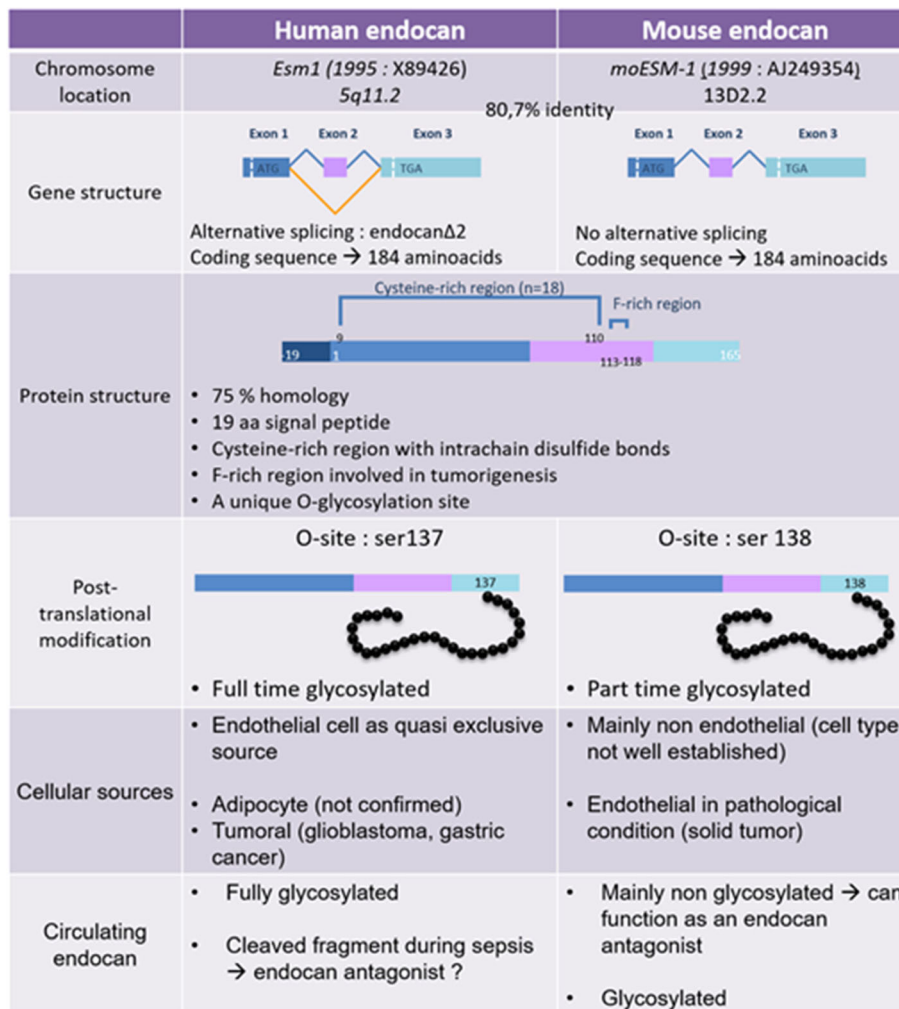 Human endocan
Mouse endocan
Chromosome
location
Esm1 (1995 : X89426)
5q11.2
moESM-1 (1999 : AJ249354)
13D2.2
80,7% identity
Gene structure
Exon 1 Exon 2 Exon 3
ATG TGA
Alternative splicing : endocanΔ2
Coding sequence → 184 aminoacids
Exon 1 Exon 2 Exon 3
ATG TGA
No alternative splicing
Coding sequence → 184 aminoacids
Protein structure
Cysteine-rich region (n=18)
F-rich region
9 110
-19 1 113-118 165
• 75 % homology
• 19 aa signal peptide
• Cysteine-rich region with intrachain disulfide bonds
• F-rich region involved in tumorigenesis
• A unique O-glycosylation site
Post-
translational
modification
O-site : ser137
137
• Full time glycosylated
O-site : ser 138
138
• Part time glycosylated
Cellular sources
• Endothelial cell as quasi exclusive
source
• Adipocyte (not confirmed)
• Tumoral (glioblastoma, gastric
cancer)
• Mainly non endothelial (cell type
not well established)
• Endothelial in pathological
condition (solid tumor)
Circulating
endocan
• Fully glycosylated
• Cleaved fragment during sepsis
→ endocan antagonist ?
• Mainly non glycosylated → can
function as an endocan
antagonist
• Glycosylated